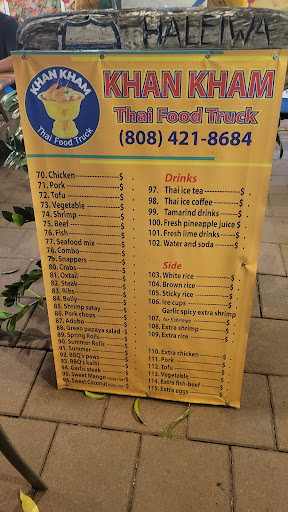 HALEIWA
KHAN KHAM
Thai Food Truck
KHAN KHAM
Thai Food Truck
(808) 421-8684
70. Chicken $
71. Pork $
72. Tofu $
73. Vegetable $
74. Shrimp $
75. Beef $
76. Fish $
77. Seafood mix $
78. Combo $
79. Snappers $
80. Crabs $
81. Oxtail $
82. Steak $
83. Ribs $
84. Belly $
85. Shrimp satay $
86. Pork chops $
87. Adobo $
88. Green papaya salad $
89. Spring Rolls $
90. Summer Rolls $
91. Summer $
92. BBQ's paws $
93. BBQ's $
94. Garlic steak $
95. Sweet Mango $
96. Sweet Coconut $
Drinks
97. Thai ice tea $
98. Thai ice coffee $
99. Tamarind drinks $
100. Fresh pineapple juice $
101. Fresh lime drinks $
102. Water and soda $
Side
103. White rice $
104. Brown rice $
105. Sticky rice $
106. Ice cups $
Garlic spicy extra shrimp
107. $
108. Extra shrimp $
109. Extra rice $
110. Extra chicken $
111. Pork $
112. Tofu $
113. Vegetable $
114. Extra fish-beef $
115. Extra eggs $